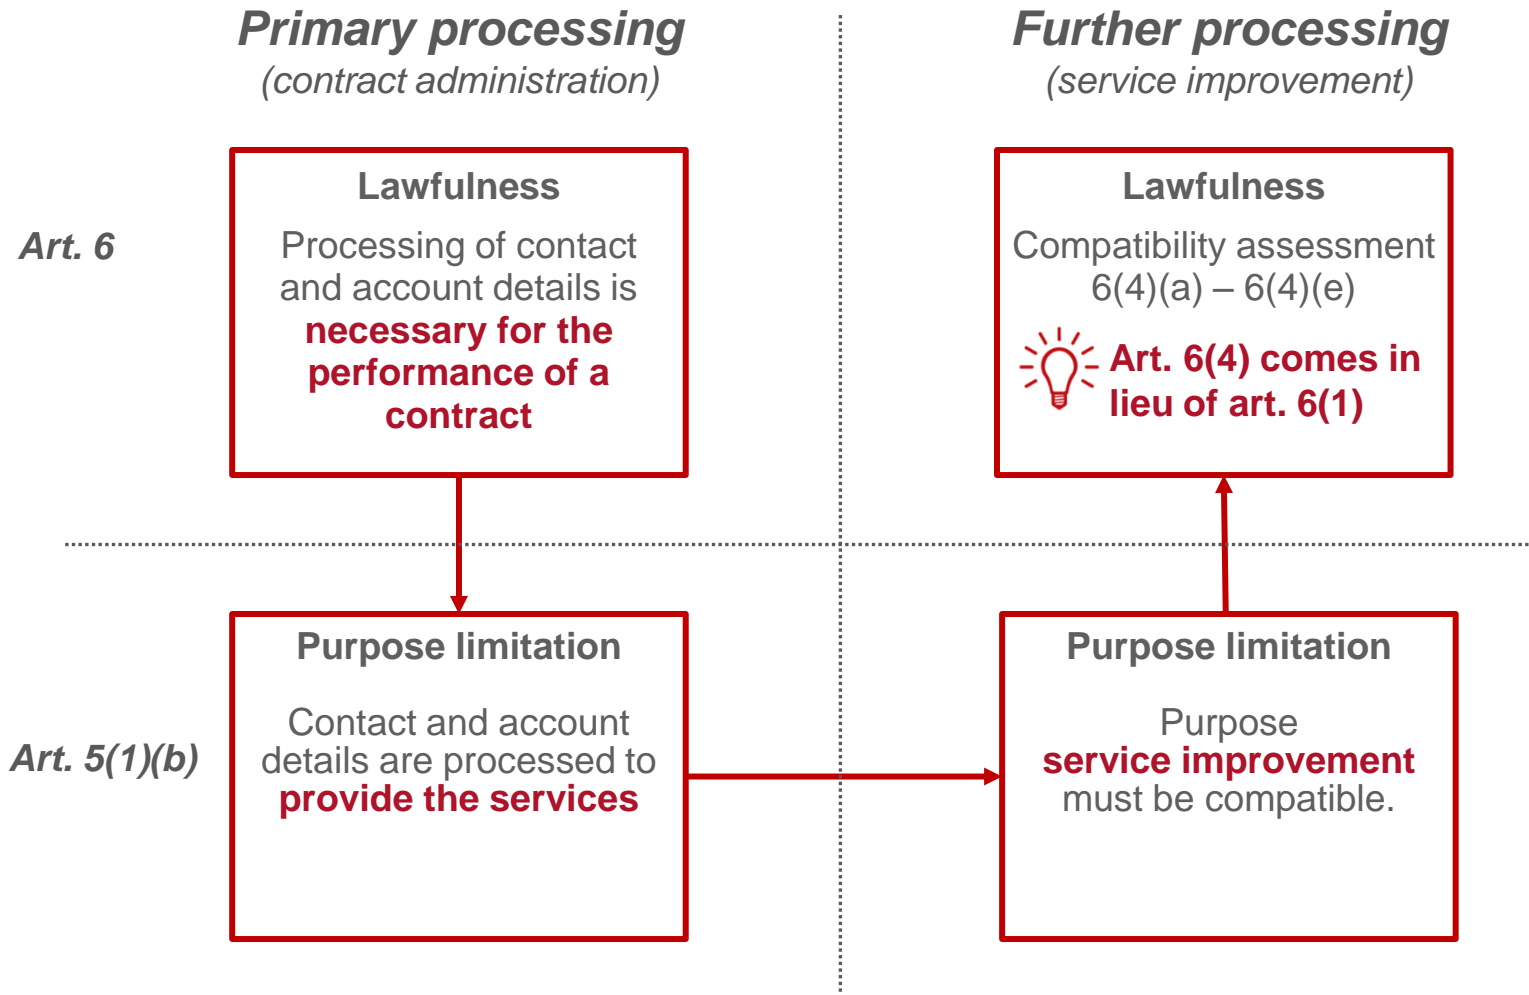 Primary processing
(contract administration)
Further processing
(service improvement)
Art. 6
Lawfulness
Processing of contact
and account details is
necessary for the
performance of a
contract
Lawfulness
Compatibility assessment
6(4)(a) – 6(4)(e)
Art. 6(4) comes in
lieu of art. 6(1)
Art. 5(1)(b)
Purpose limitation
Contact and account
details are processed to
provide the services
Purpose limitation
Purpose
service improvement
must be compatible.